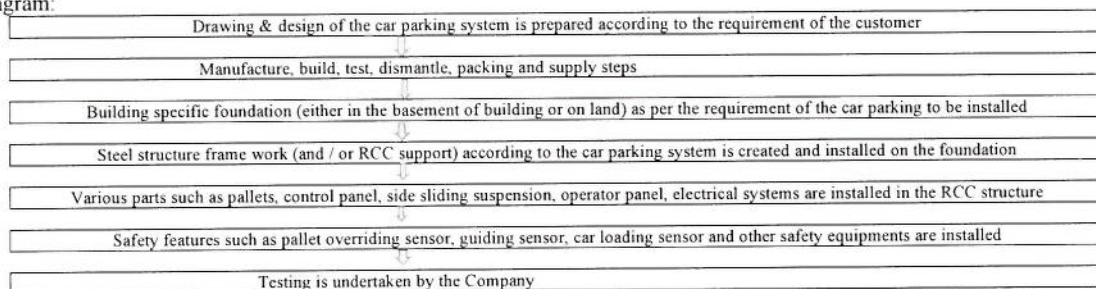 agram:
Drawing & design of the car parking system is prepared according to the requirement of the customer
Manufacture, build, test, dismantle, packing and supply steps
Building specific foundation (either in the basement of building or on land) as per the requirement of the car parking to be installed
Steel structure frame work (and / or RCC support) according to the car parking system is created and installed on the foundation
Various parts such as pallets, control panel, side sliding suspension, operator panel, electrical systems are installed in the RCC structure
Safety features such as pallet overriding sensor, guiding sensor, car loading sensor and other safety equipments are installed
Testing is undertaken by the Company